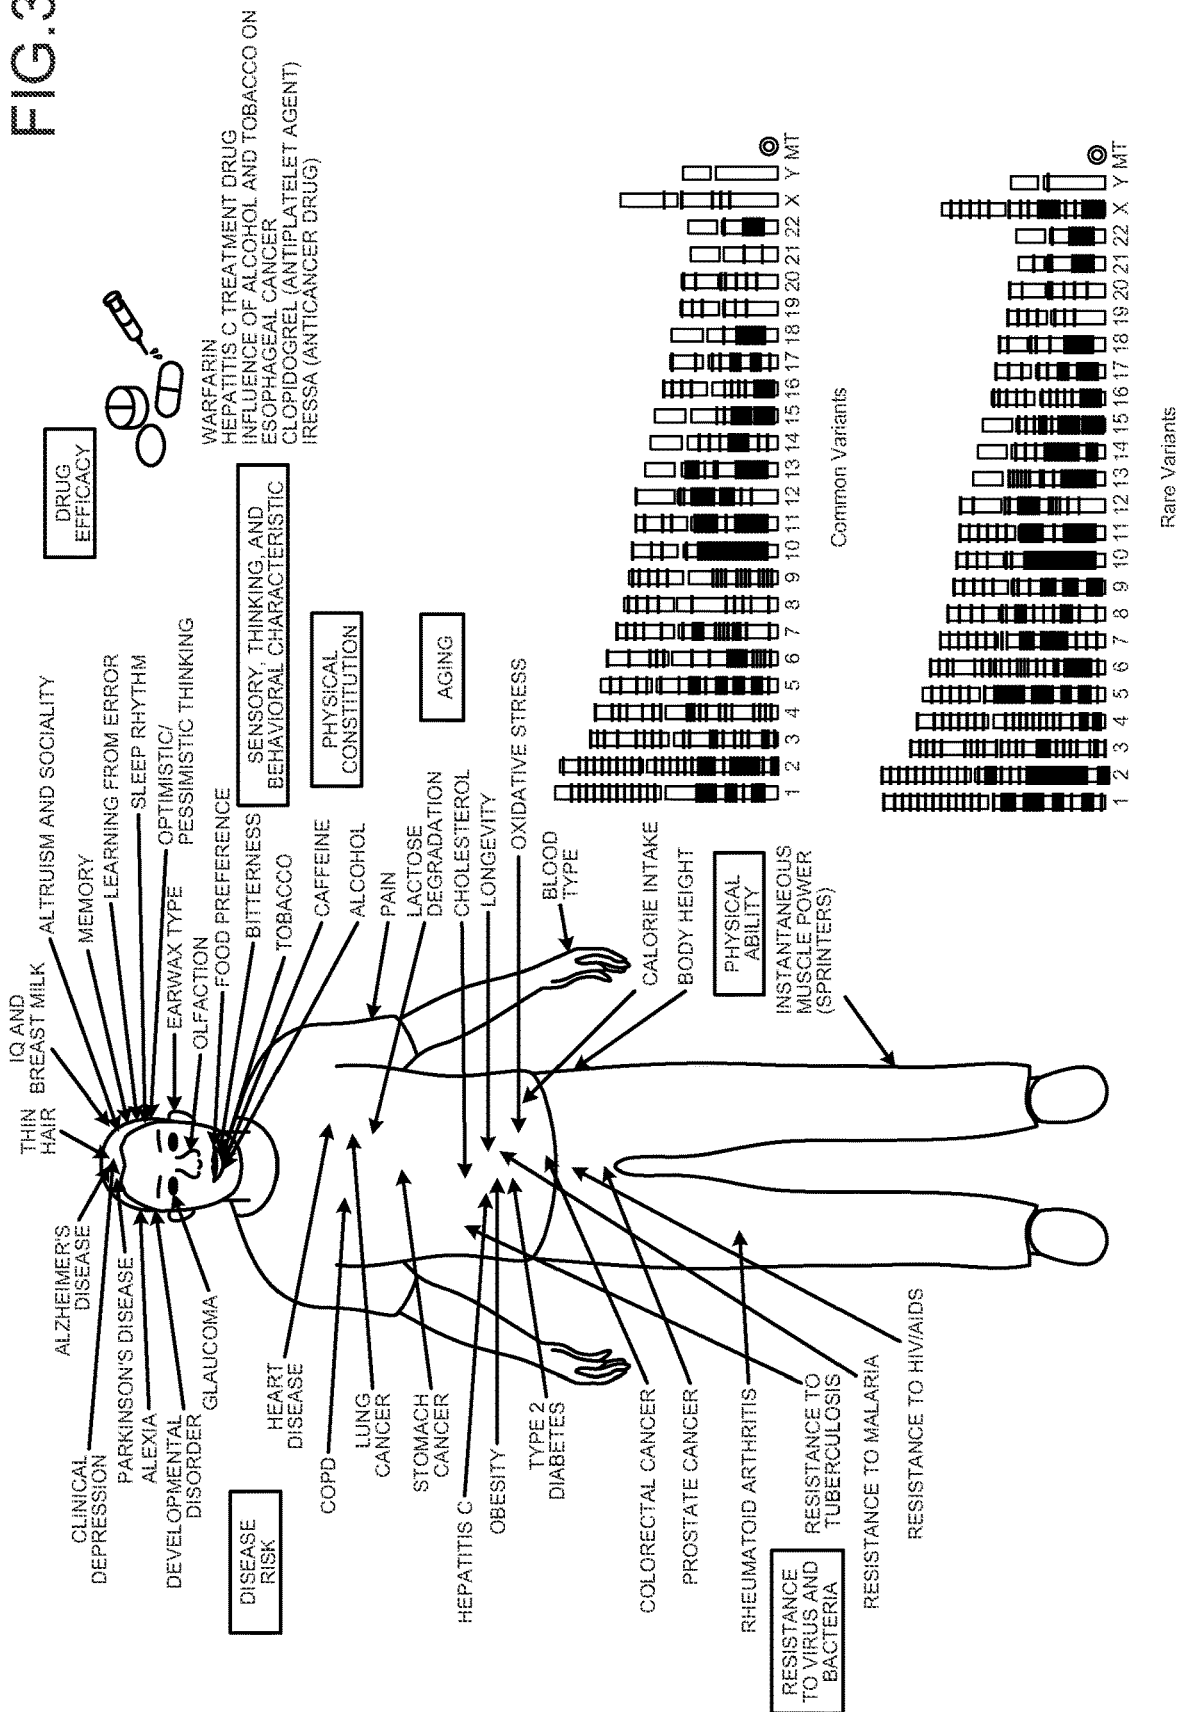 FIG.3
CLINICAL
DEPRESSION
ALZHEIMER'S
DISEASE
PARKINSON'S DISEASE
ALEXIA
DEVELOPMENTAL
DISORDER
GLAUCOMA
DISEASE
RISK
HEART
DISEASE
COPD
LUNG
CANCER
STOMACH
CANCER
HEPATITIS C
OBESITY
TYPE 2
DIABETES
COLORECTAL CANCER
PROSTATE CANCER
RHEUMATOID ARTHRITIS
RESISTANCE
TO VIRUS AND
BACTERIA
RESISTANCE TO
TUBERCULOSIS
RESISTANCE TO MALARIA
RESISTANCE TO HIV/AIDS
THIN
HAIR
IQ AND
BREAST MILK
ALTRUISM AND SOCIALITY
MEMORY
LEARNING FROM ERROR
SLEEP RHYTHM
OPTIMISTIC/
PESSIMISTIC THINKING
EARWAX TYPE
OLFACTION
FOOD PREFERENCE
BITTERNESS
TOBACCO
CAFFEINE
ALCOHOL
PAIN
LACTOSE
DEGRADATION
CHOLESTEROL
LONGEVITY
OXIDATIVE STRESS
BLOOD
TYPE
CALORIE INTAKE
BODY HEIGHT
PHYSICAL
ABILITY
INSTANTANEOUS
MUSCLE POWER
(SPRINTERS)
SENSORY, THINKING, AND
BEHAVIORAL CHARACTERISTIC
PHYSICAL
CONSTITUTION
AGING
DRUG
EFFICACY
WARFARIN
HEPATITIS C TREATMENT DRUG
INFLUENCE OF ALCOHOL AND TOBACCO ON
ESOPHAGEAL CANCER
CLOPIDOGREL (ANTIPLATELET AGENT)
IRESSA (ANTICANCER DRUG)
1 2 3 4 5 6 7 8 9 10 11 12 13 14 15 16 17 18 19 20 21 22 X Y MT
Common Variants
1 2 3 4 5 6 7 8 9 10 11 12 13 14 15 16 17 18 19 20 21 22 X Y MT
Rare Variants